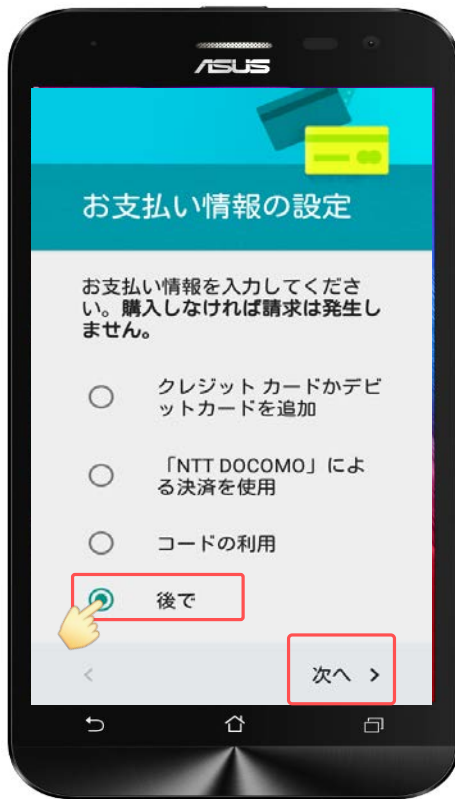 ASUS
お支払い情報の設定
お支払い情報を入力してくださ
い。購入しなければ請求は発生し
ません。
クレジット カードかデビ
ットカードを追加
「NTT DOCOMO」によ
る決済を使用
コードの利用
後で
次へ